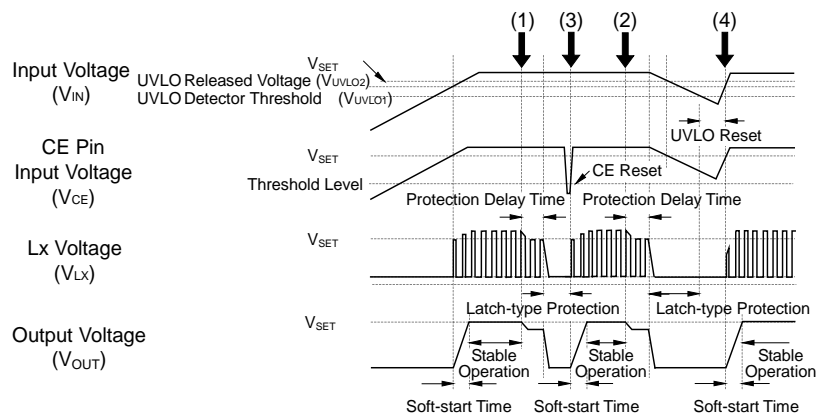 (1) (3) (2) (4)
Input Voltage
(VIN)
VSET
UVLO Released Voltage (VUVLO2)
UVLO Detector Threshold (VUVLO1)
UVLO Reset
CE Pin
Input Voltage
(VCE)
VSET
Threshold Level
CE Reset
Protection Delay Time Protection Delay Time
Lx Voltage
(VLX)
VSET
Latch-type Protection Latch-type Protection
Output Voltage
(VOUT)
VSET
Stable
Operation
Stable
Operation
Stable
Operation
Soft-start Time Soft-start Time Soft-start Time